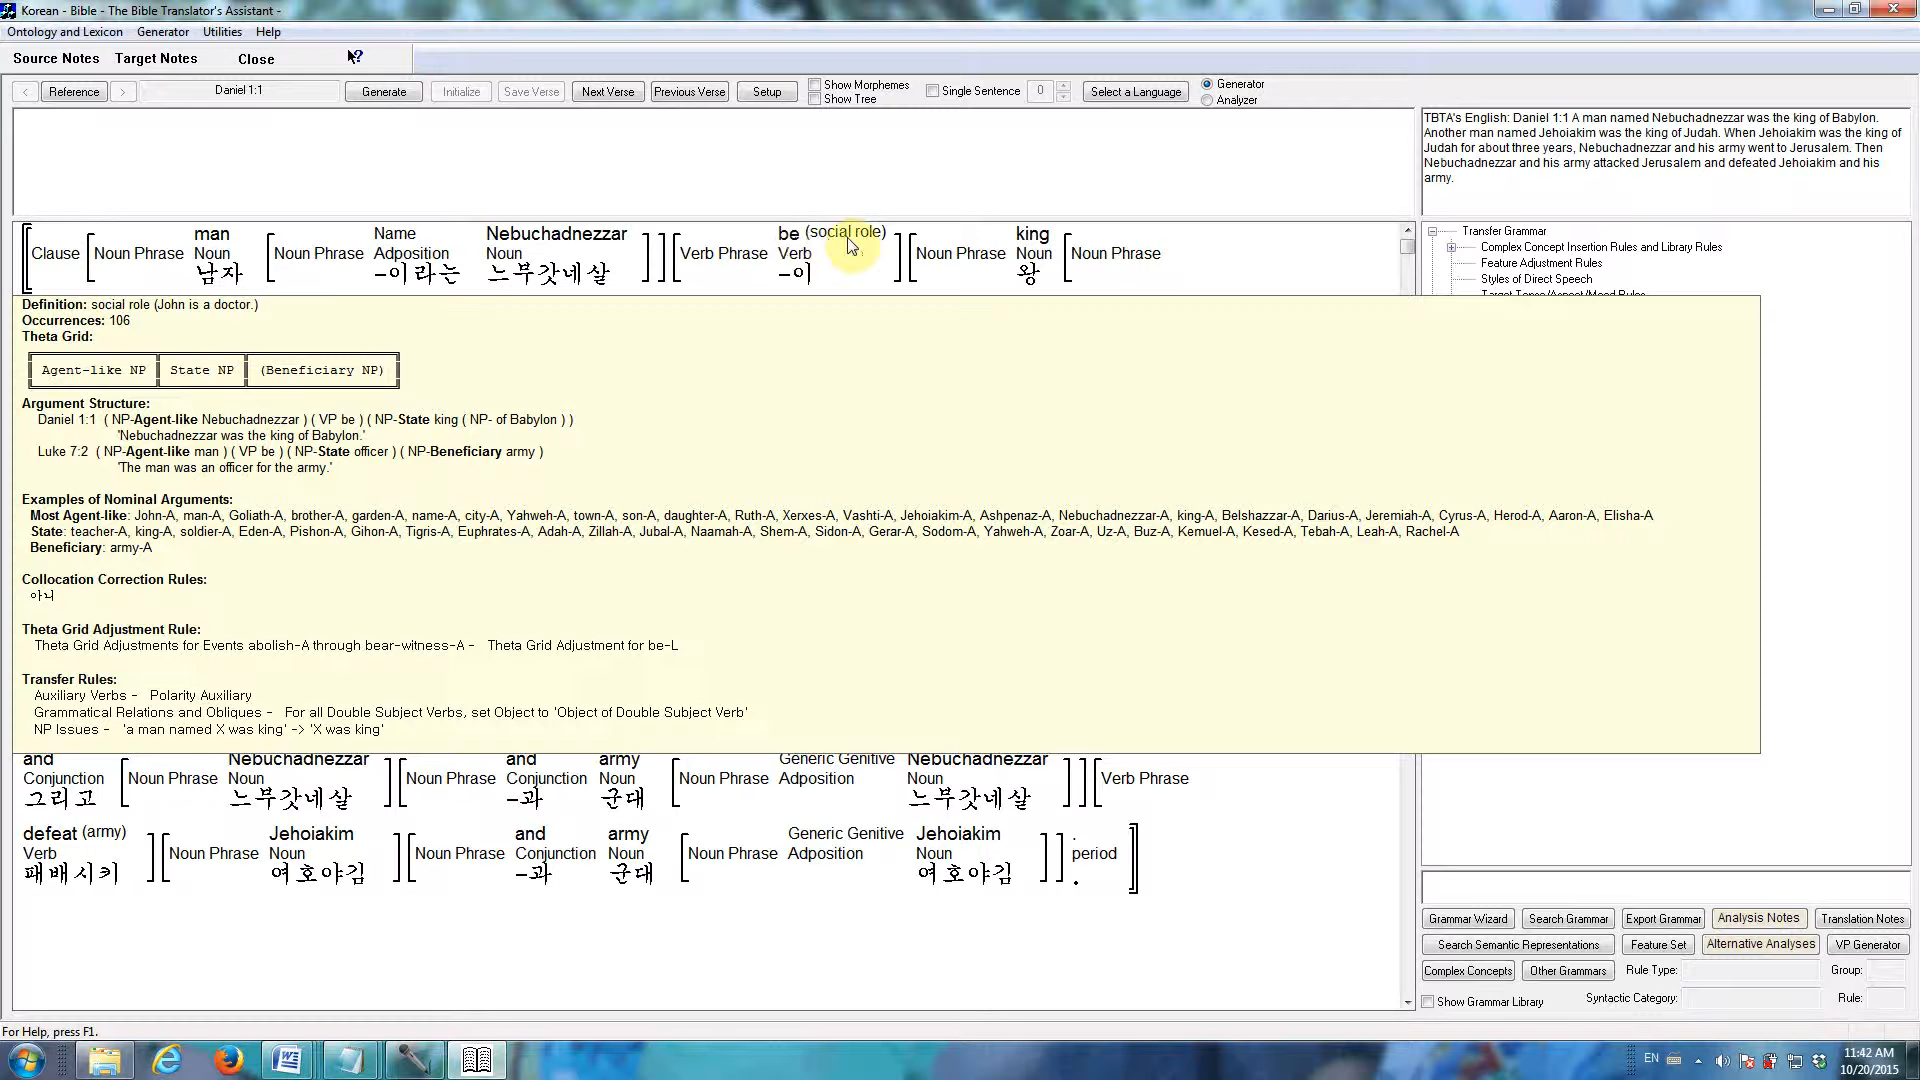 Korean - Bible - The Bible Translator's Assistant -
Ontology and Lexicon Generator Utilities Help
Source Notes Target Notes Close
< Reference > Daniel 1:1 Generate Initialize Save Verse Next Verse Previous Verse Setup Show Morphemes Show Tree Single Sentence 0 Select a Language Generator Analyzer
TBTA's English: Daniel 1:1 A man named Nebuchadnezzar was the king of Babylon.
Another man named Jehoiakim was the king of Judah. When Jehoiakim was the king of
Judah for about three years, Nebuchadnezzar and his army went to Jerusalem. Then
Nebuchadnezzar and his army attacked Jerusalem and defeated Jehoiakim and his
army.
man Name Nebuchadnezzar be (social role) king
Clause Noun Phrase Noun Noun Phrase Adposition Noun Verb Phrase Verb Noun Phrase Noun Noun Phrase
남자 -이라는 느부갓네살 -이 왕
Transfer Grammar
Complex Concept Insertion Rules and Library Rules
Feature Adjustment Rules
Styles of Direct Speech
Definition: social role (John is a doctor.)
Occurrences: 106
Theta Grid:
Agent-like NP State NP (Beneficiary NP)
Argument Structure:
Daniel 1:1 ( NP-Agent-like Nebuchadnezzar ) ( VP be ) ( NP-State king ( NP- of Babylon ) )
'Nebuchadnezzar was the king of Babylon.'
Luke 7:2 ( NP-Agent-like man ) ( VP be ) ( NP-State officer ) ( NP-Beneficiary army )
'The man was an officer for the army.'
Examples of Nominal Arguments:
Most Agent-like: John-A, man-A, Goliath-A, brother-A, garden-A, name-A, city-A, Yahweh-A, town-A, son-A, daughter-A, Ruth-A, Xerxes-A, Vashti-A, Jehoiakim-A, Ashpenaz-A, Nebuchadnezzar-A, king-A, Belshazzar-A, Darius-A, Jeremiah-A, Cyrus-A, Herod-A, Aaron-A, Elisha-A
State: teacher-A, king-A, soldier-A, Eden-A, Pishon-A, Gihon-A, Tigris-A, Euphrates-A, Adah-A, Zillah-A, Jubal-A, Naamah-A, Shem-A, Sidon-A, Gerar-A, Sodom-A, Yahweh-A, Zoar-A, Uz-A, Buz-A, Kemuel-A, Kesed-A, Tebah-A, Leah-A, Rachel-A
Beneficiary: army-A
Collocation Correction Rules:
아니
Theta Grid Adjustment Rule:
Theta Grid Adjustments for Events abolish-A through bear-witness-A - Theta Grid Adjustment for be-L
Transfer Rules:
Auxiliary Verbs - Polarity Auxiliary
Grammatical Relations and Obliques - For all Double Subject Verbs, set Object to 'Object of Double Subject Verb'
NP Issues - 'a man named X was king' -> 'X was king'
and Nebuchadnezzar and army Generic Genitive Nebuchadnezzar
Conjunction Noun Phrase Noun Noun Phrase Conjunction Noun Noun Phrase Adposition Noun Verb Phrase
그리고 느부갓네살 -과 군대 느부갓네살
defeat (army) Jehoiakim and army Generic Genitive Jehoiakim .
Verb Noun Phrase Noun Noun Phrase Conjunction Noun Noun Phrase Adposition Noun period
패배시키 여호야김 -과 군대 여호야김 .
Grammar Wizard Search Grammar Export Grammar Analysis Notes Translation Notes
Search Semantic Representations Feature Set Alternative Analyses VP Generator
Complex Concepts Other Grammars Rule Type: Group:
Show Grammar Library Syntactic Category: Rule:
For Help, press F1.
EN 11:42 AM
10/20/2015